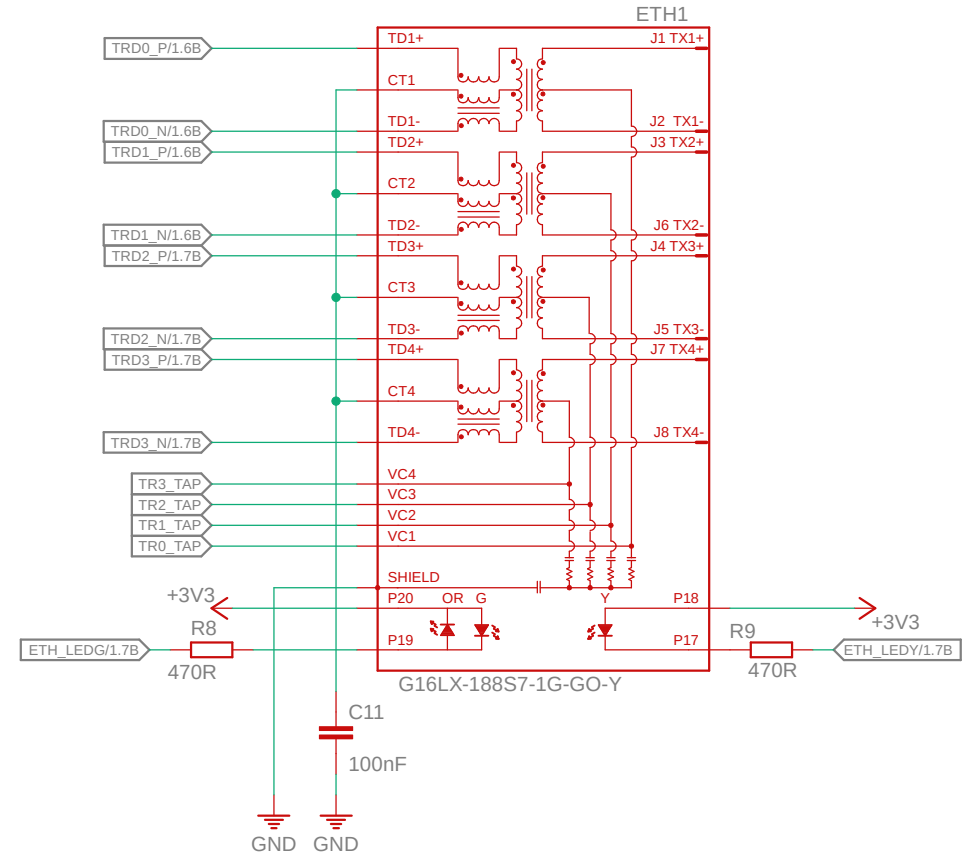 ETH1
TRD0_P/1.6B
TD1+
J1 TX1+
CT1
TRD0_N/1.6B
TD1-
J2 TX1-
TRD1_P/1.6B
TD2+
J3 TX2+
CT2
TRD1_N/1.6B
TD2-
J6 TX2-
TRD2_P/1.7B
TD3+
J4 TX3+
CT3
TRD2_N/1.7B
TD3-
J5 TX3-
TRD3_P/1.7B
TD4+
J7 TX4+
CT4
TRD3_N/1.7B
TD4-
J8 TX4-
TR3_TAP
VC4
TR2_TAP
VC3
TR1_TAP
VC2
TR0_TAP
VC1
SHIELD
+3V3
P20
OR G
Y
P18
+3V3
R8
ETH_LEDG/1.7B
470R
P19
P17
R9
ETH_LEDY/1.7B
470R
G16LX-188S7-1G-GO-Y
C11
100nF
GND
GND